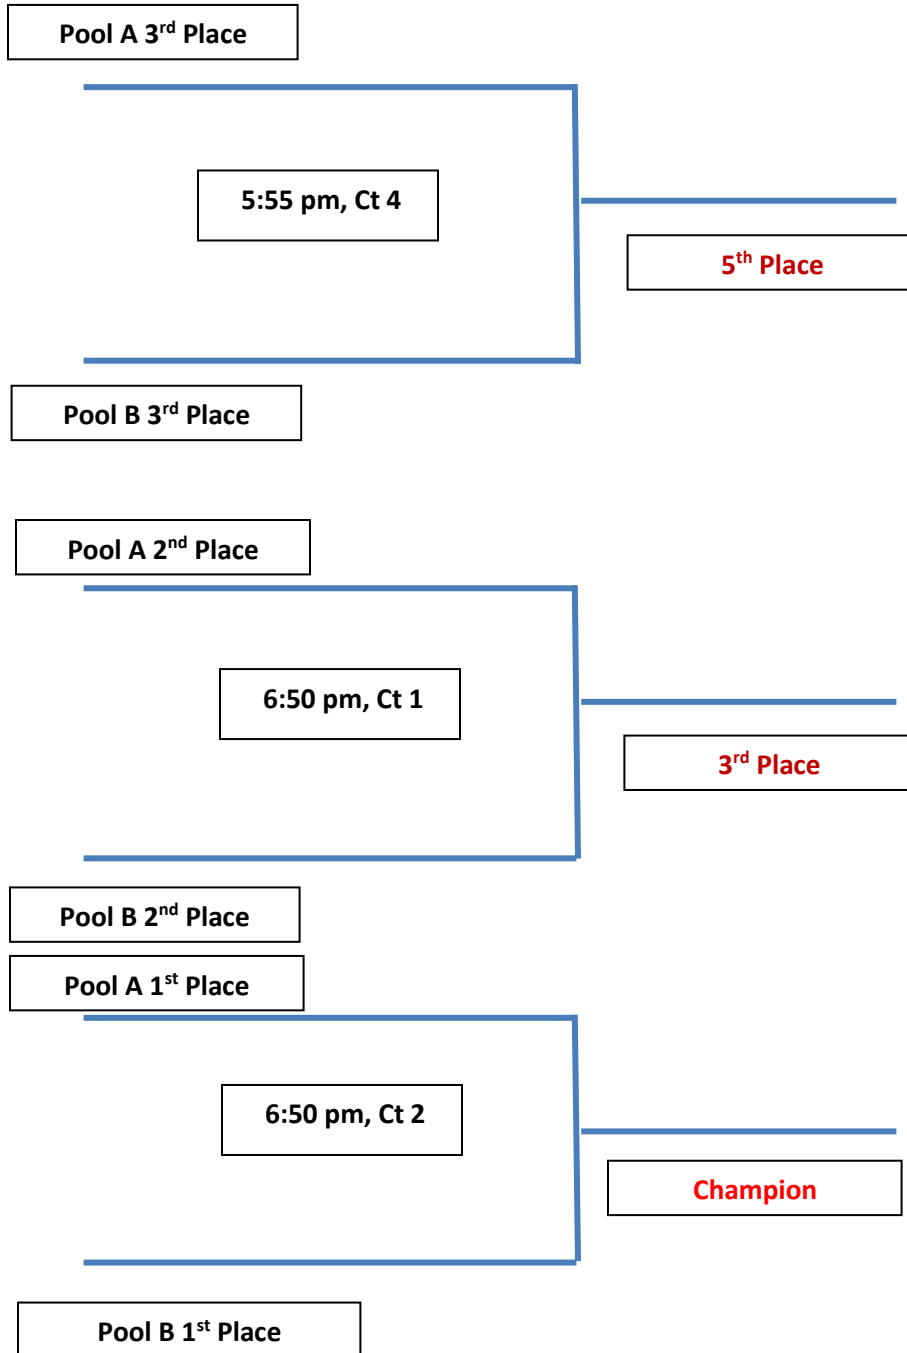 Pool A 3rd Place
5:55 pm, Ct 4
5th Place
Pool B 3rd Place
Pool A 2nd Place
6:50 pm, Ct 1
3rd Place
Pool B 2nd Place
Pool A 1st Place
6:50 pm, Ct 2
Champion
Pool B 1st Place